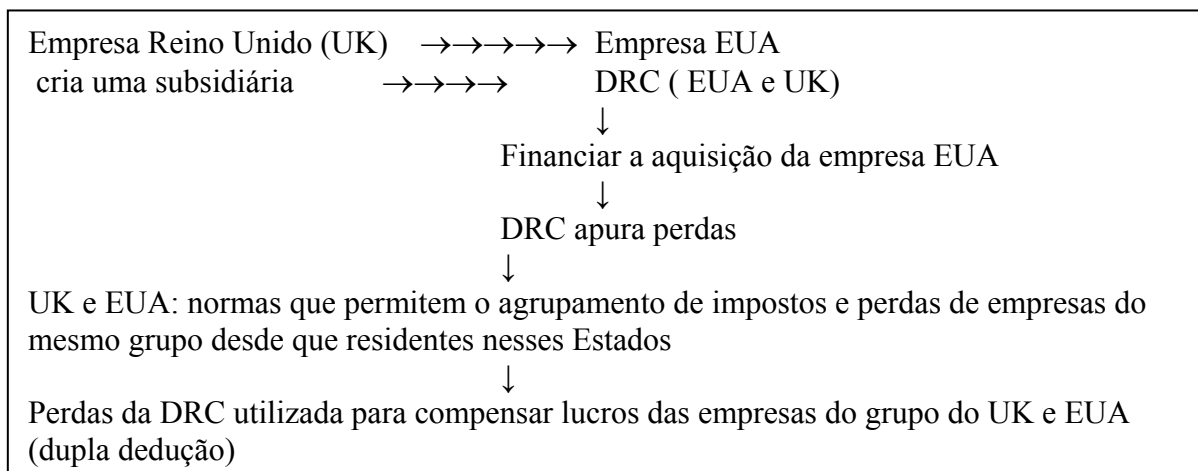 Empresa Reino Unido (UK) →→→→→ Empresa EUA
cria uma subsidiária →→→→ DRC ( EUA e UK)
↓
Financiar a aquisição da empresa EUA
↓
DRC apura perdas
↓
UK e EUA: normas que permitem o agrupamento de impostos e perdas de empresas do
mesmo grupo desde que residentes nesses Estados
↓
Perdas da DRC utilizada para compensar lucros das empresas do grupo do UK e EUA
(dupla dedução)